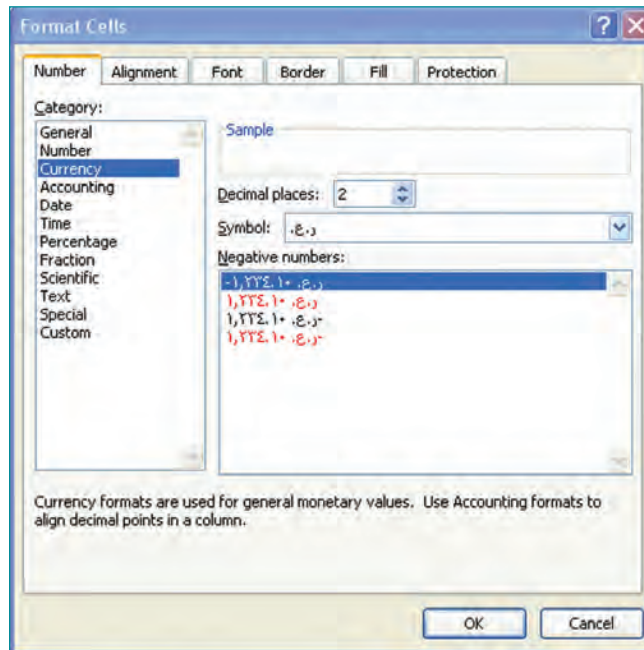 Format Cells
Number Alignment Font Border Fill Protection
Category:
General
Number
Currency
Accounting
Date
Time
Percentage
Fraction
Scientific
Text
Special
Custom
Sample
Decimal places: 2
Symbol: ر.ع.
Negative numbers:
ر.ع. ١,٢٣٤.١٠-
ر.ع. ١,٢٣٤.١٠
-ر.ع. ١,٢٣٤.١٠
-ر.ع. ١,٢٣٤.١٠
Currency formats are used for general monetary values. Use Accounting formats to
align decimal points in a column.
OK Cancel